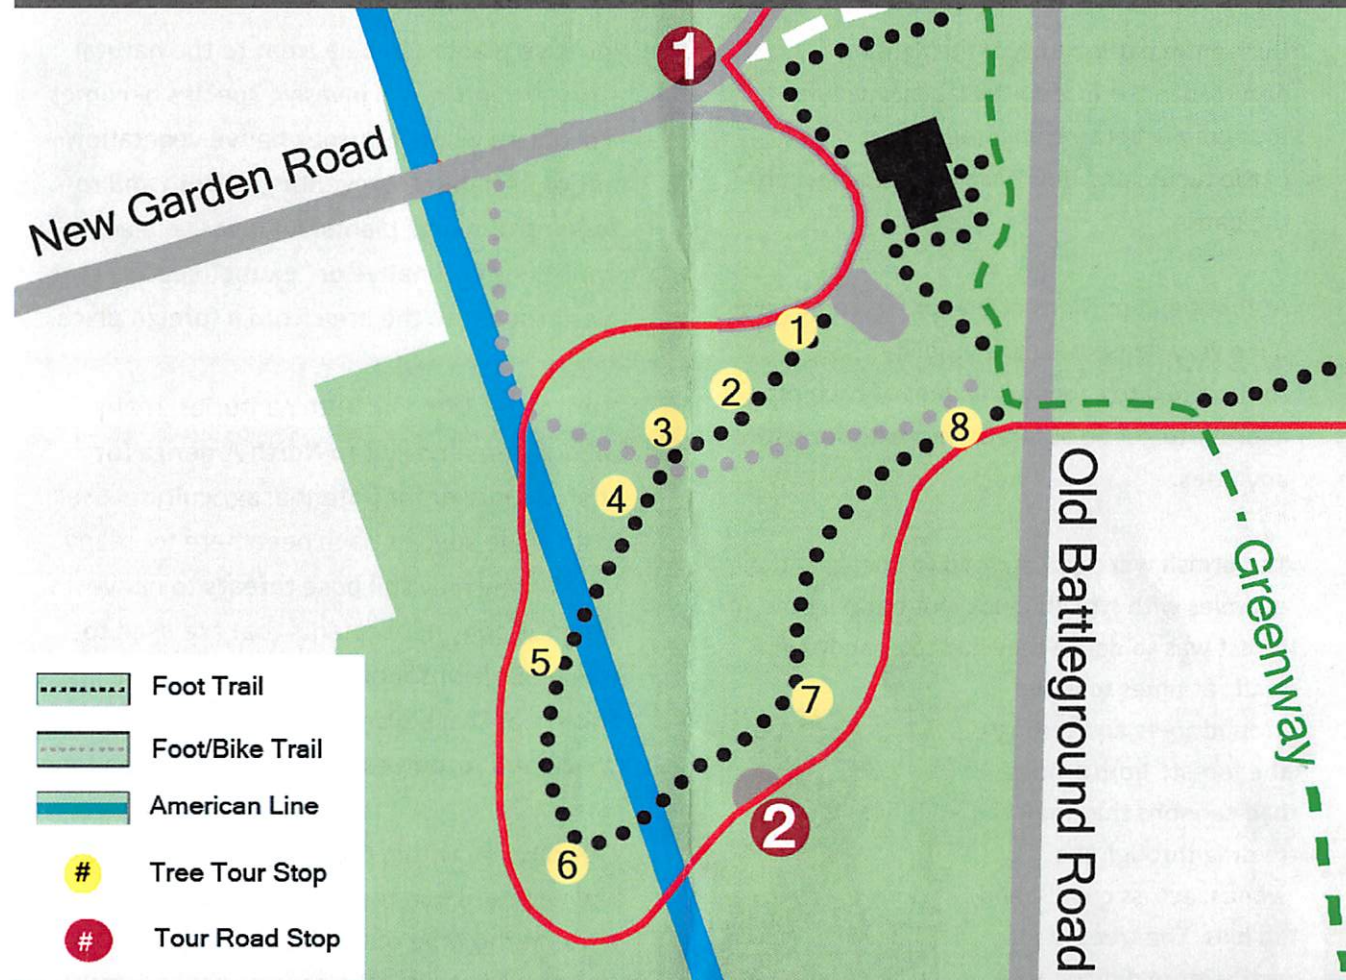 1
New Garden Road
1
2
3
8
4
Old Battleground Road
Greenway
5
7
2
6
Foot Trail
Foot/Bike Trail
American Line
# Tree Tour Stop
# Tour Road Stop